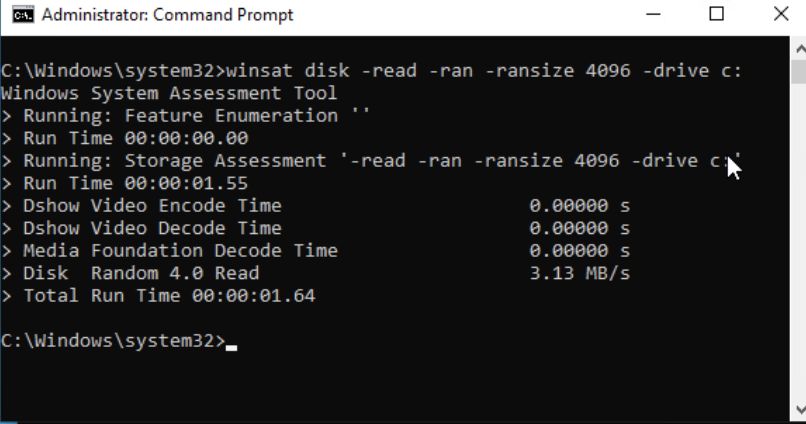 Administrator: Command Prompt
C:\Windows\system32>winsat disk -read -ran -ransize 4096 -drive c:
Windows System Assessment Tool
> Running: Feature Enumeration ''
> Run Time 00:00:00.00
> Running: Storage Assessment '-read -ran -ransize 4096 -drive c:'
> Run Time 00:00:01.55
> Dshow Video Encode Time                      0.00000 s
> Dshow Video Decode Time                      0.00000 s
> Media Foundation Decode Time                 0.00000 s
> Disk  Random 4.0 Read                        3.13 MB/s
> Total Run Time 00:00:01.64
C:\Windows\system32>